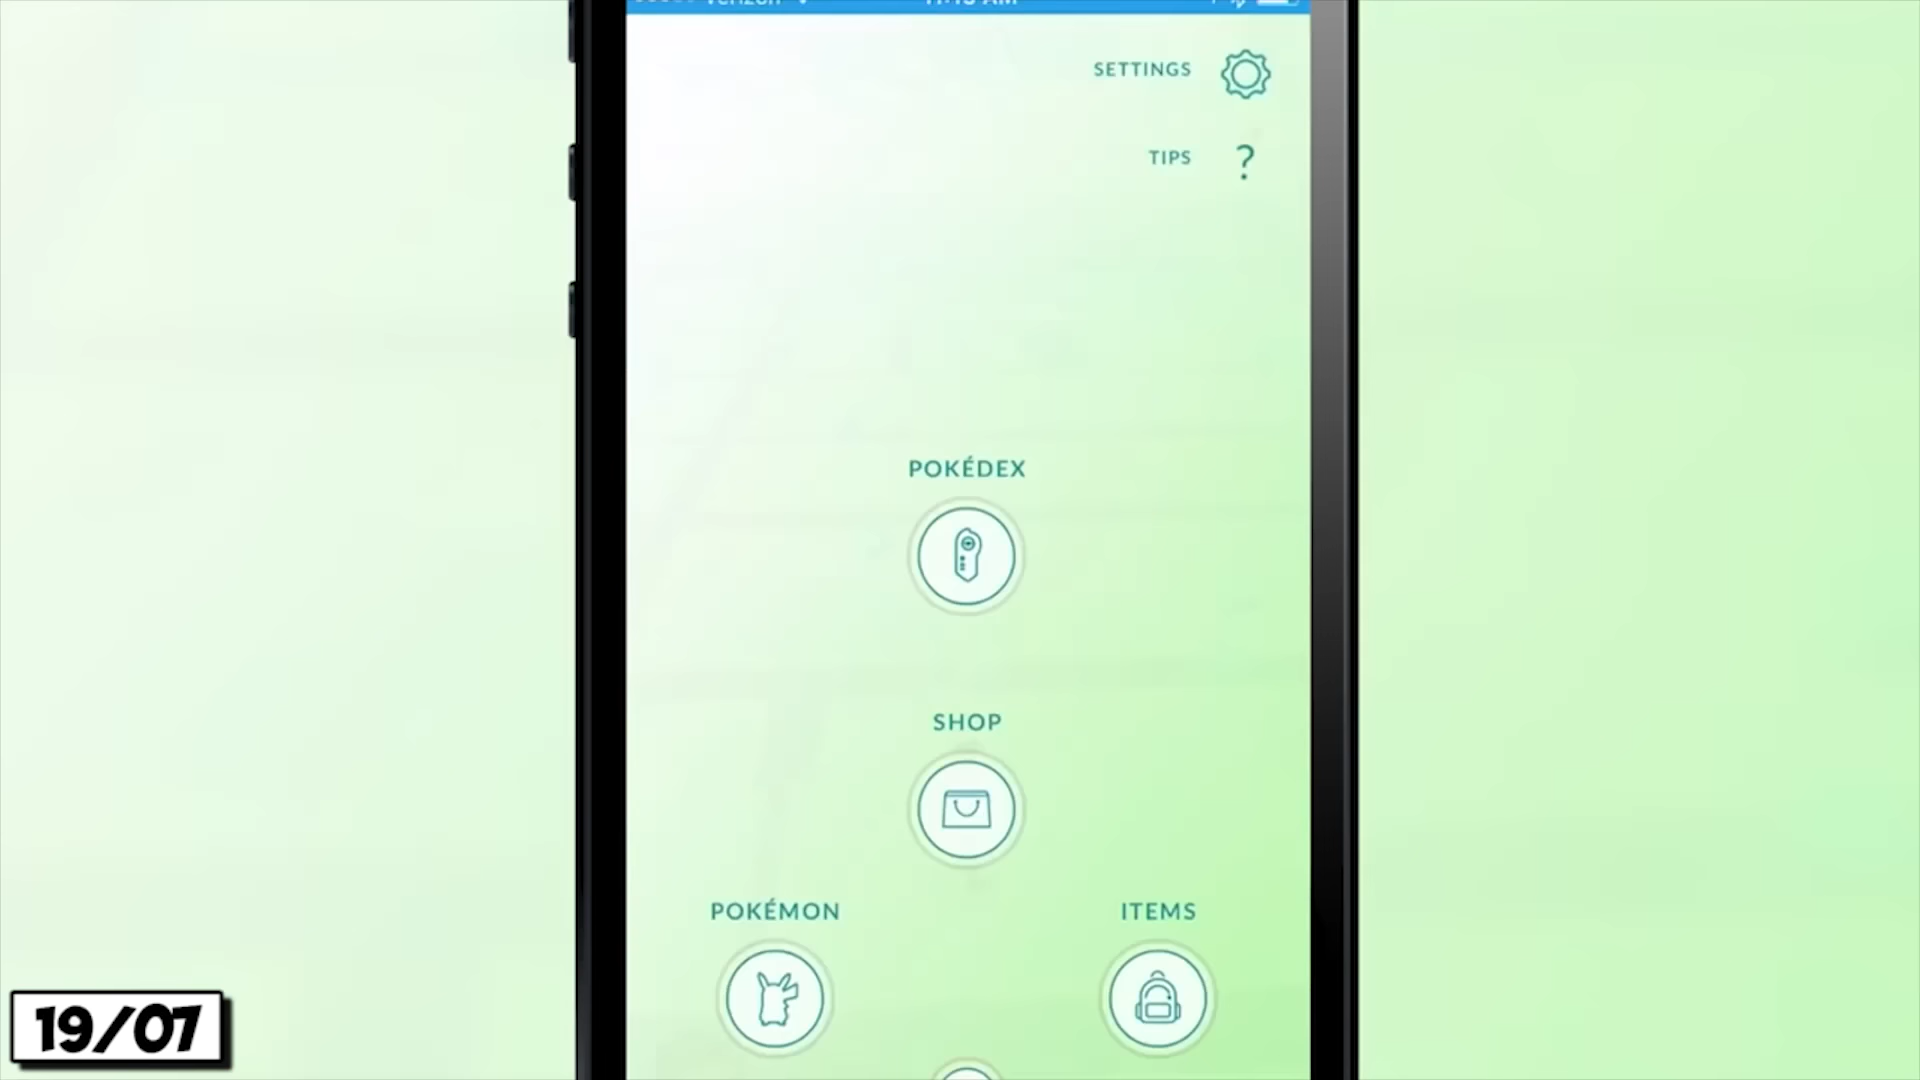 SETTINGS
TIPS
?
POKÉDEX
SHOP
POKÉMON
ITEMS
19/07